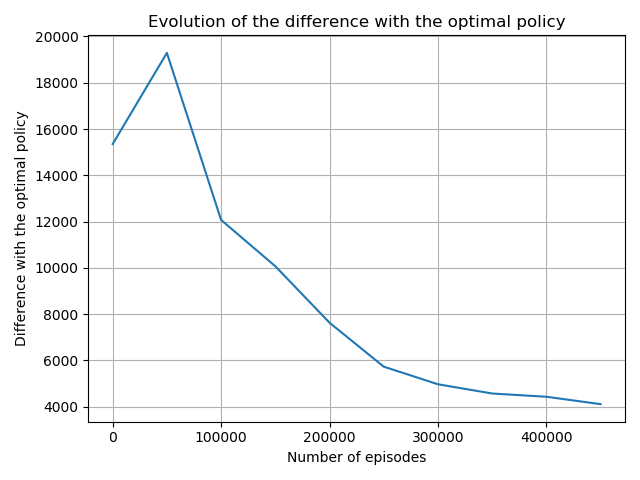 Evolution of the difference with the optimal policy
Difference with the optimal policy
20000
18000
16000
14000
12000
10000
8000
6000
4000
0 100000 200000 300000 400000
Number of episodes